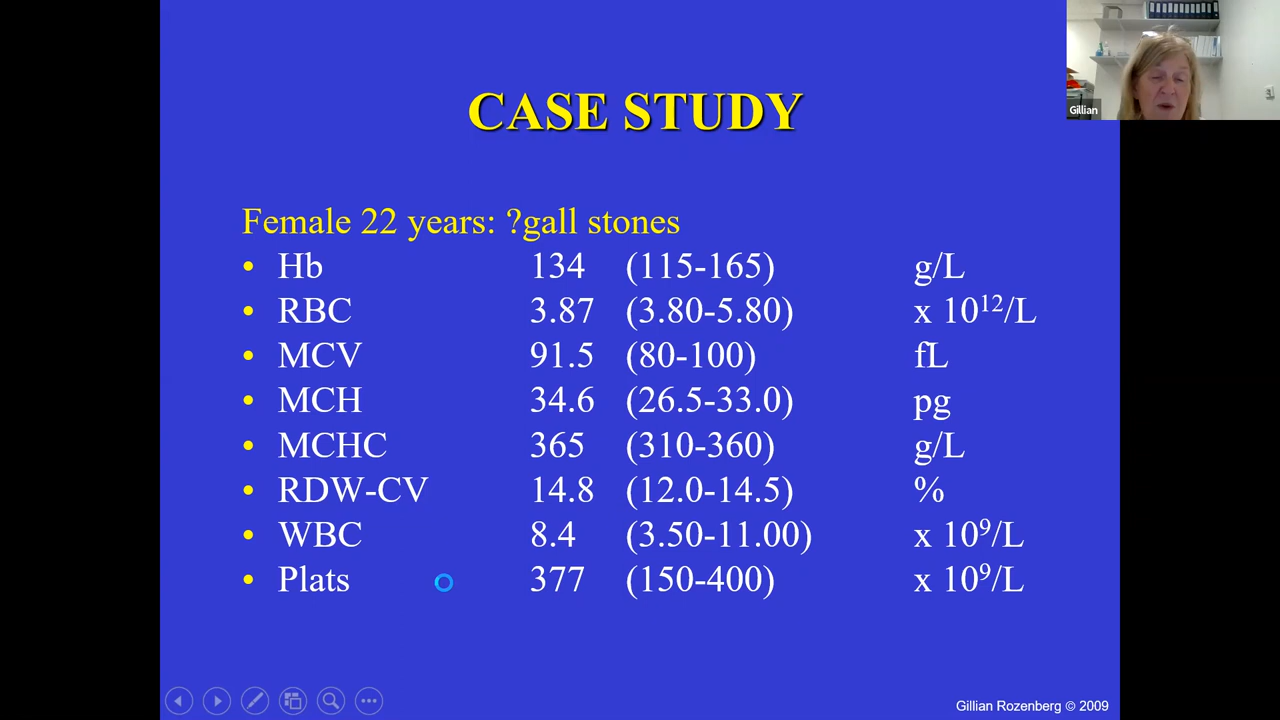 CASE STUDY
Gillian
Female 22 years: ?gall stones
• Hb 134 (115-165) g/L
• RBC 3.87 (3.80-5.80) x 10¹²/L
• MCV 91.5 (80-100) fL
• MCH 34.6 (26.5-33.0) pg
• MCHC 365 (310-360) g/L
• RDW-CV 14.8 (12.0-14.5) %
• WBC 8.4 (3.50-11.00) x 10⁹/L
• Plats 377 (150-400) x 10⁹/L
Gillian Rozenberg © 2009